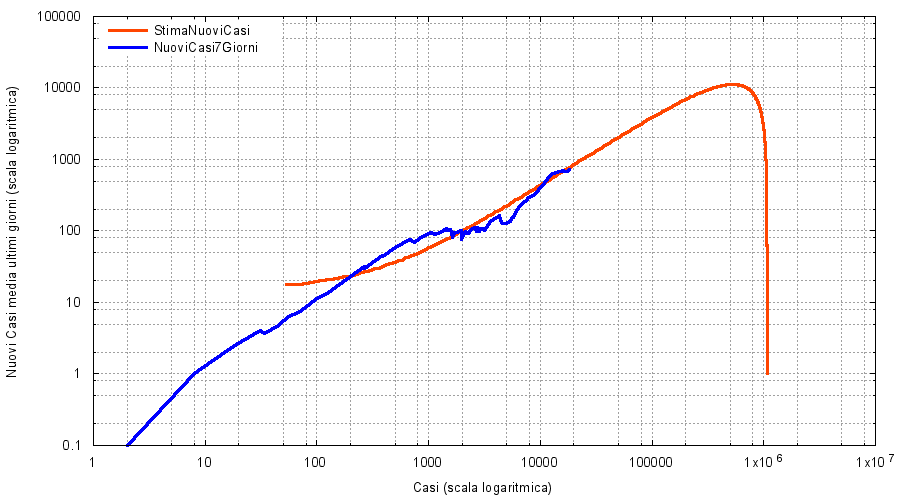 100000
10000
1000
100
10
1
0.1
StimaNuoviCasi
NuoviCasi7Giorni
Nuovi Casi media ultimi giorni (scala logaritmica)
1 10 100 1000 10000 100000 1x10^6 1x10^7
Casi (scala logaritmica)